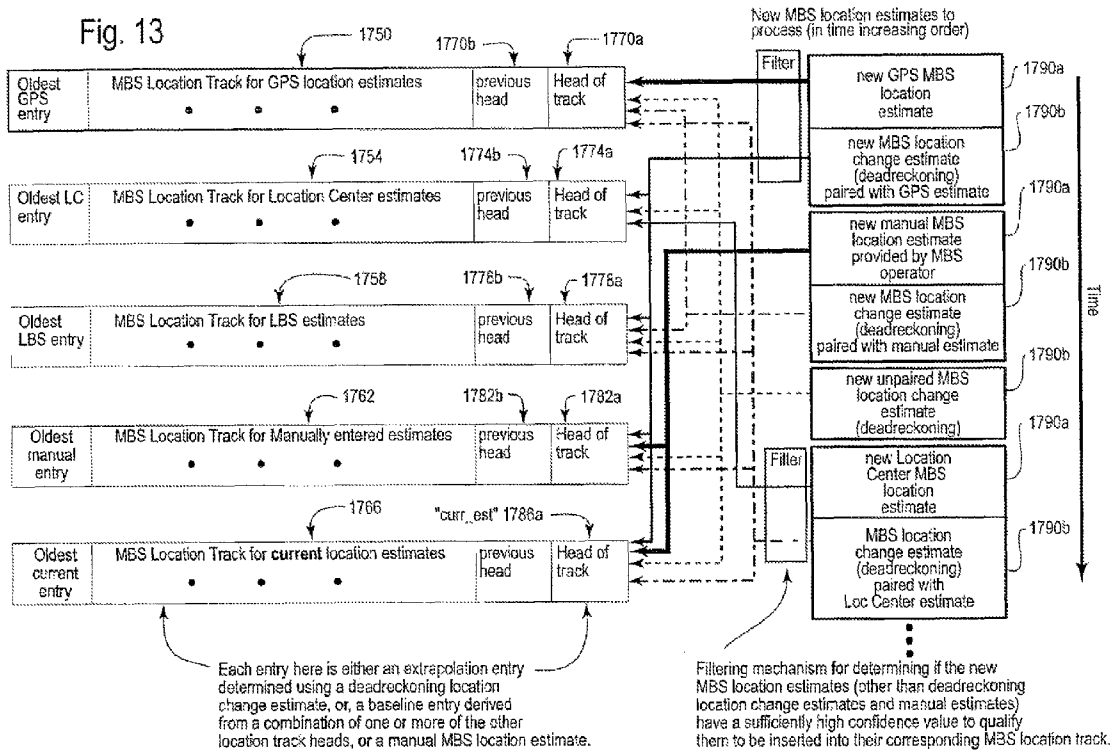 Fig. 13
1750
1770b
1770a
New MBS location estimates to
process (in time increasing order)
Oldest
GPS
entry
MBS Location Track for GPS location estimates
previous
head
Head of
track
Filter
new GPS MBS
location
estimate
1790a
new MBS location
change estimate
(deadreckoning)
paired with GPS estimate
1790b
1754
1774b
1774a
Oldest LC
entry
MBS Location Track for Location Center estimates
previous
head
Head of
track
new manual MBS
location estimate
provided by MBS
operator
1790a
new MBS location
change estimate
(deadreckoning)
paired with manual estimate
1790b
Time
1758
1778b
1778a
Oldest
LBS entry
MBS Location Track for LBS estimates
previous
head
Head of
track
new unpaired MBS
location change
estimate
(deadreckoning)
1790b
1762
1782b
1782a
Oldest
manual
entry
MBS Location Track for Manually entered estimates
previous
head
Head of
track
Filter
new Location
Center MBS
location
estimate
1790a
MBS location
change estimate
(deadreckoning)
paired with
Loc Center estimate
1790b
1766
"curr_est" 1786a
Oldest
current
entry
MBS Location Track for current location estimates
previous
head
Head of
track
Each entry here is either an extrapolation entry
determined using a deadreckoning location
change estimate, or, a baseline entry derived
from a combination of one or more of the other
location track heads, or a manual MBS location estimate.
Filtering mechanism for determining if the new
MBS location estimates (other than deadreckoning
location change estimates and manual estimates)
have a sufficiently high confidence value to qualify
them to be inserted into their corresponding MBS location track.